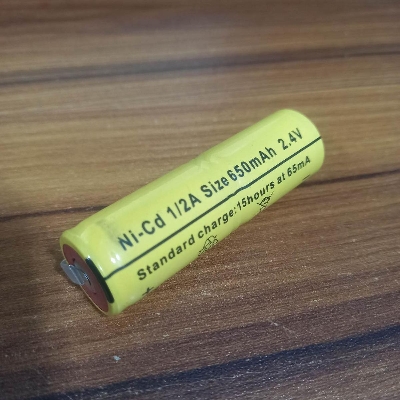 Ni-Cd 1/2A Size 650mAh 2.4V
Standard charge:15hours at 65mA
+